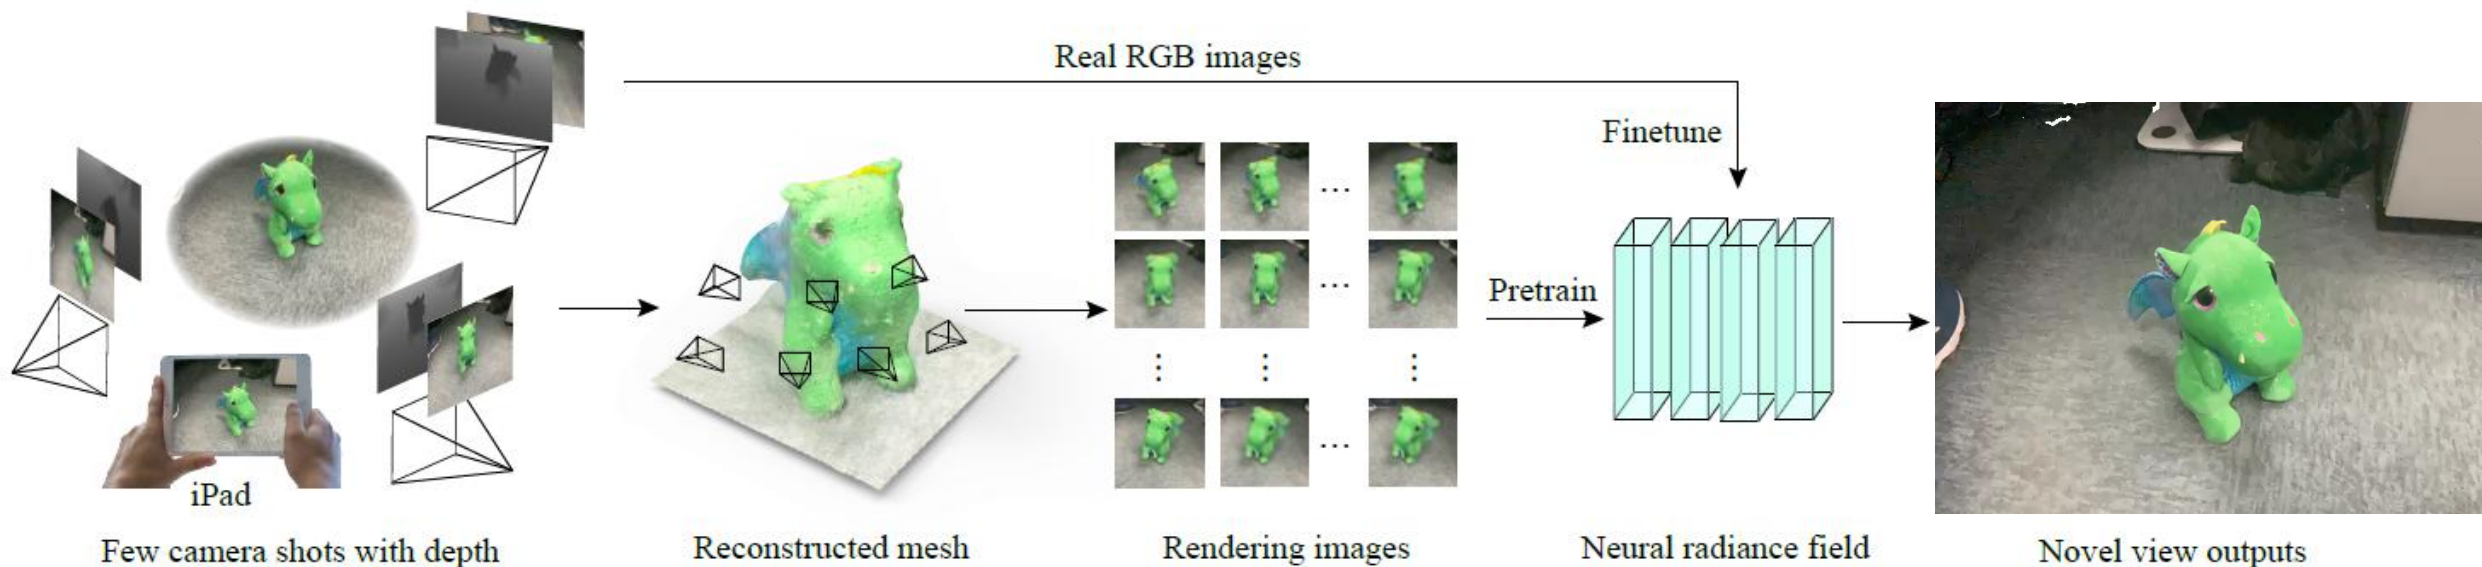 Real RGB images
Finetune
Pretrain
...
...
...
iPad
Few camera shots with depth
Reconstructed mesh
Rendering images
Neural radiance field
Novel view outputs